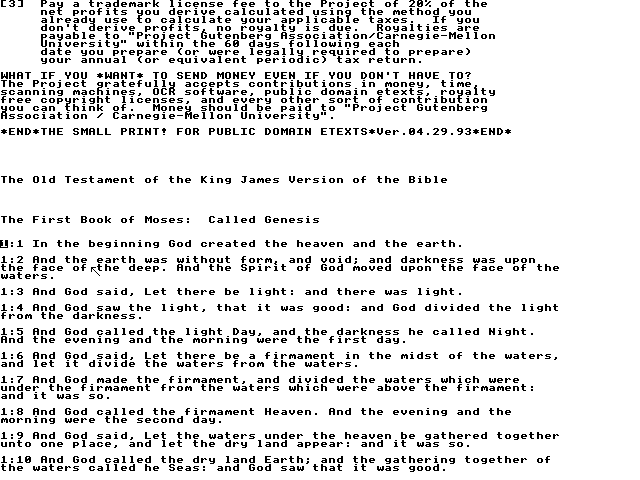 [3]  Pay a trademark license fee to the Project of 20% of the
net profits you derive calculated using the method you
already use to calculate your applicable taxes.  If you
don't derive profits, no royalty is due.  Royalties are
payable to "Project Gutenberg Association/Carnegie-Mellon
University" within the 60 days following each
date you prepare (or were legally required to prepare)
your annual (or equivalent periodic) tax return.
WHAT IF YOU *WANT* TO SEND MONEY EVEN IF YOU DON'T HAVE TO?
The Project gratefully accepts contributions in money, time,
scanning machines, OCR software, public domain etexts, royalty
free copyright licenses, and every other sort of contribution
you can think of.  Money should be paid to "Project Gutenberg
Association / Carnegie-Mellon University".
*END*THE SMALL PRINT! FOR PUBLIC DOMAIN ETEXTS*Ver.04.29.93*END*
The Old Testament of the King James Version of the Bible
The First Book of Moses:  Called Genesis
1:1 In the beginning God created the heaven and the earth.
1:2 And the earth was without form, and void; and darkness was upon
the face of the deep. And the Spirit of God moved upon the face of the
waters.
1:3 And God said, Let there be light: and there was light.
1:4 And God saw the light, that it was good: and God divided the light
from the darkness.
1:5 And God called the light Day, and the darkness he called Night.
And the evening and the morning were the first day.
1:6 And God said, Let there be a firmament in the midst of the waters,
and let it divide the waters from the waters.
1:7 And God made the firmament, and divided the waters which were
under the firmament from the waters which were above the firmament:
and it was so.
1:8 And God called the firmament Heaven. And the evening and the
morning were the second day.
1:9 And God said, Let the waters under the heaven be gathered together
unto one place, and let the dry land appear: and it was so.
1:10 And God called the dry land Earth; and the gathering together of
the waters called he Seas: and God saw that it was good.